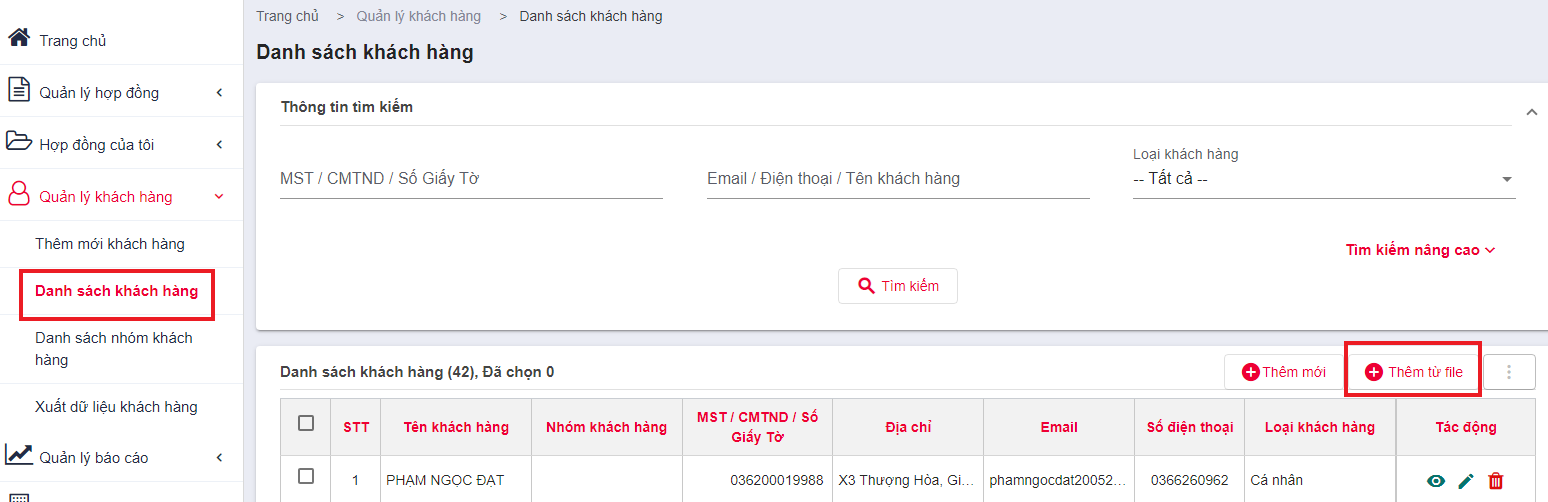 Trang chủ
Quản lý hợp đồng
Hợp đồng của tôi
Quản lý khách hàng
Thêm mới khách hàng
Danh sách khách hàng
Danh sách nhóm khách
hàng
Xuất dữ liệu khách hàng
Quản lý báo cáo
Trang chủ > Quản lý khách hàng > Danh sách khách hàng
Danh sách khách hàng
Thông tin tìm kiếm
Loại khách hàng
MST / CMTND / Số Giấy Tờ Email / Điện thoại / Tên khách hàng -- Tất cả --
Tìm kiếm nâng cao
Tìm kiếm
Danh sách khách hàng (42), Đã chọn 0 Thêm mới Thêm từ file
STT Tên khách hàng Nhóm khách hàng MST / CMTND / Số Giấy Tờ Địa chỉ Email Số điện thoại Loại khách hàng Tác động
1 PHẠM NGỌC ĐẠT 036200019988 X3 Thượng Hòa, Gi... phamngocdat20052... 0366260962 Cá nhân